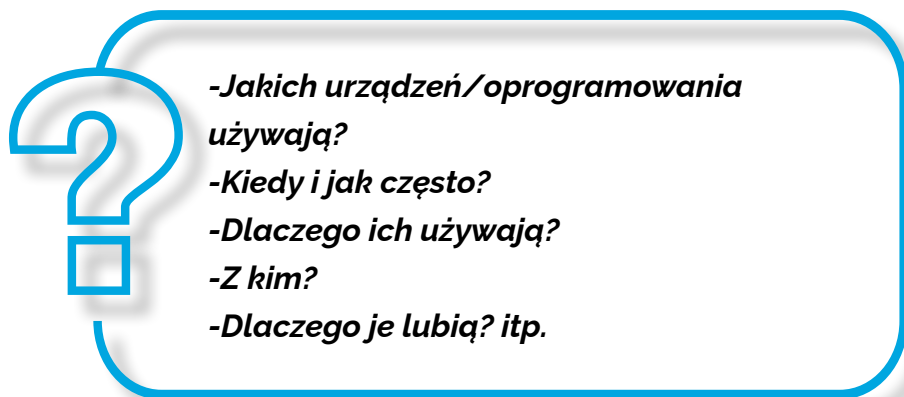 -Jakich urządzeń/oprogramowania
używają?
-Kiedy i jak często?
-Dlaczego ich używają?
-Z kim?
-Dlaczego je lubią? itp.